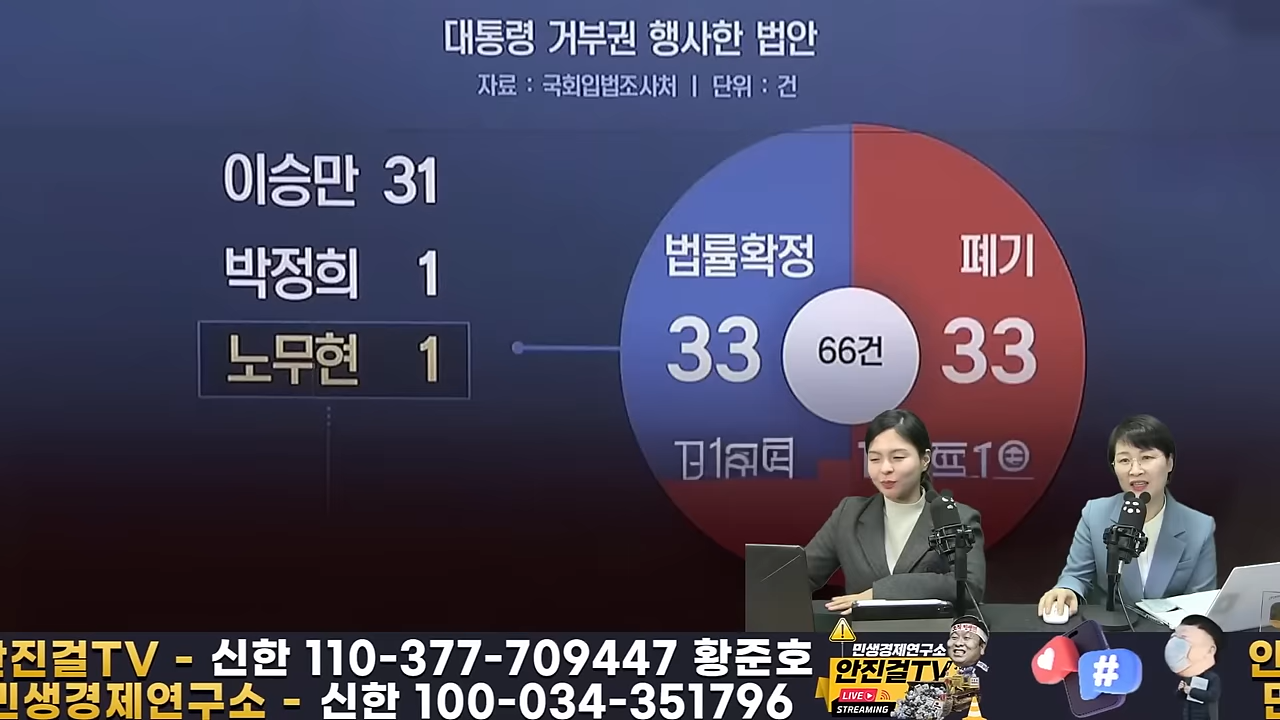 대통령 거부권 행사한 법안
자료 : 국회입법조사처 | 단위 : 건
이승만 31
박정희 1
노무현 1
법률확정
33
66건
폐기
33
안진걸TV - 신한 110-377-709447 황준호
민생경제연구소 - 신한 100-034-351796
민생경제연구소
안진걸TV
LIVE
STREAMING
#